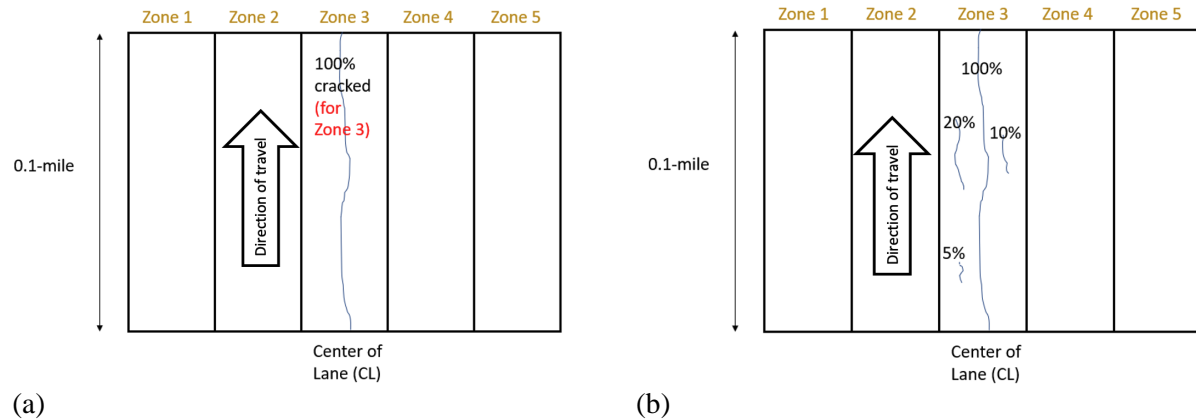 Zone 1 Zone 2 Zone 3 Zone 4 Zone 5
100%
cracked
(for
Zone 3)
0.1-mile
Direction of travel
Center of
Lane (CL)
(a)
Zone 1 Zone 2 Zone 3 Zone 4 Zone 5
100%
20%
10%
0.1-mile
Direction of travel
5%
Center of
Lane (CL)
(b)